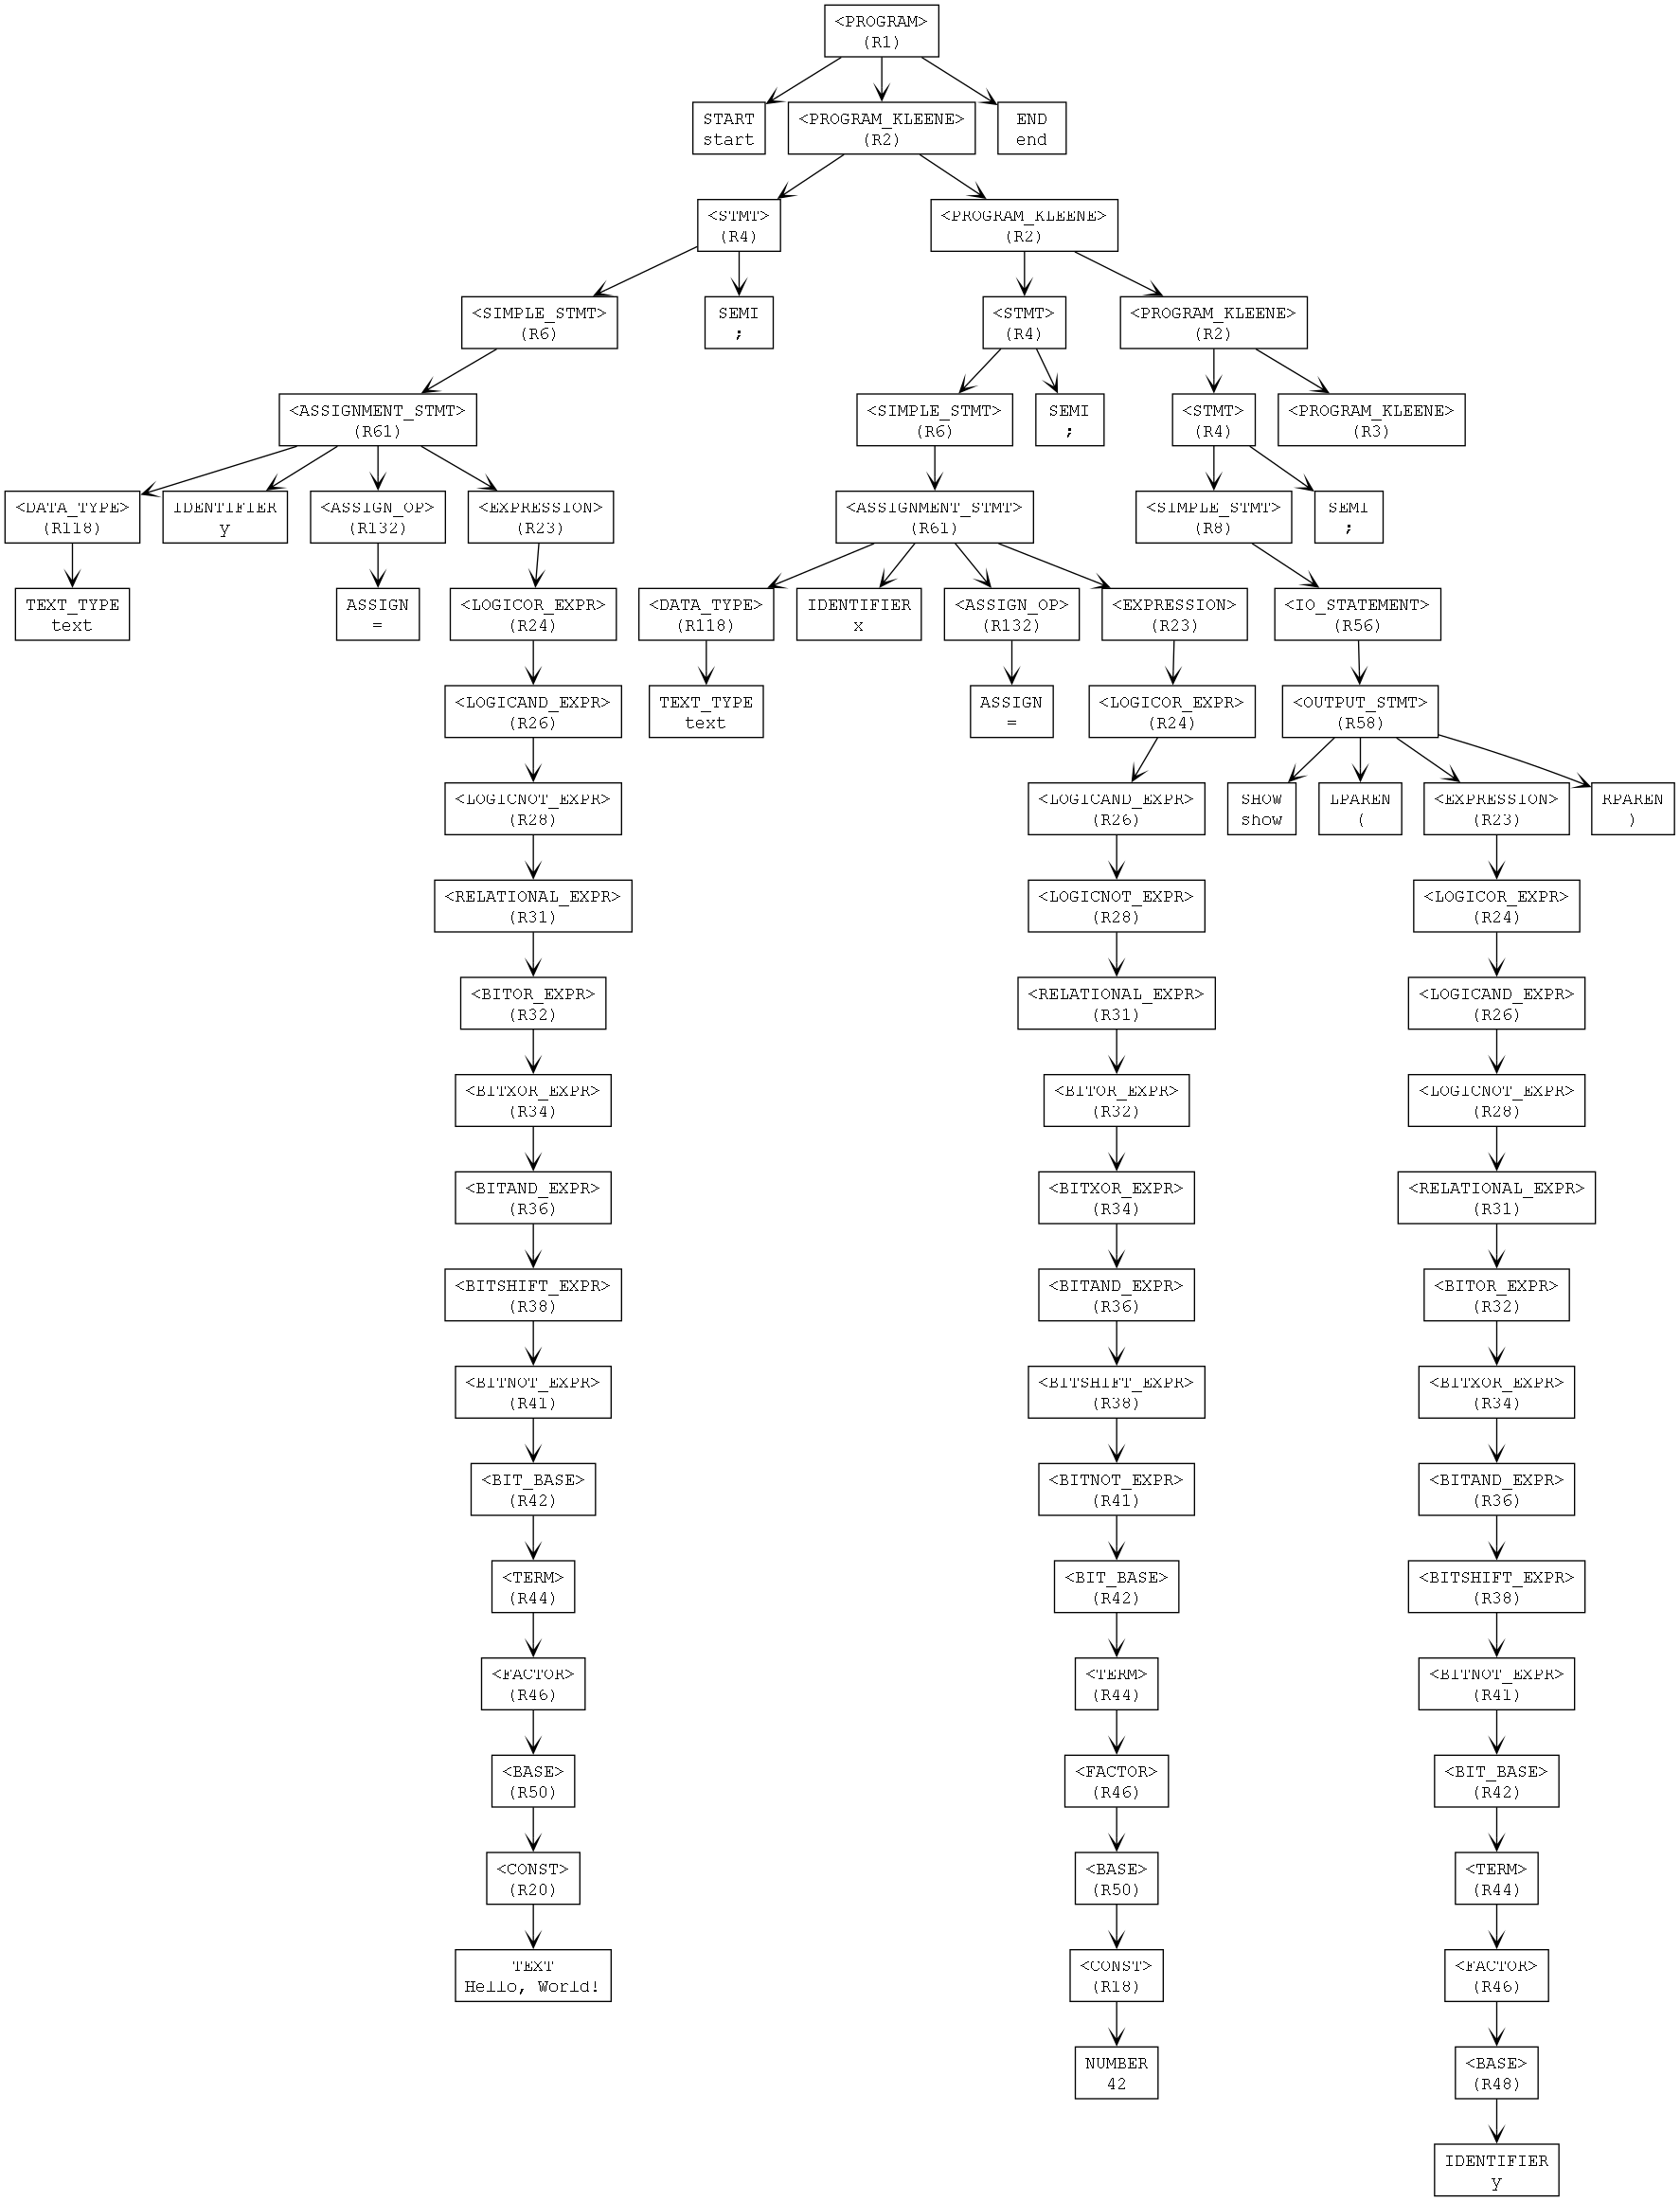 <PROGRAM>
(R1)
START
start
<PROGRAM_KLEENE>
(R2)
END
end
<STMT>
(R4)
<PROGRAM_KLEENE>
(R2)
<SIMPLE_STMT>
(R6)
SEMI
;
<STMT>
(R4)
<PROGRAM_KLEENE>
(R2)
<ASSIGNMENT_STMT>
(R61)
<SIMPLE_STMT>
(R6)
SEMI
;
<STMT>
(R4)
<PROGRAM_KLEENE>
(R3)
<DATA_TYPE>
(R118)
IDENTIFIER
y
<ASSIGN_OP>
(R132)
<EXPRESSION>
(R23)
<ASSIGNMENT_STMT>
(R61)
<SIMPLE_STMT>
(R8)
SEMI
;
TEXT_TYPE
text
ASSIGN
=
<LOGICOR_EXPR>
(R24)
<DATA_TYPE>
(R118)
IDENTIFIER
x
<ASSIGN_OP>
(R132)
<EXPRESSION>
(R23)
<IO_STATEMENT>
(R56)
<LOGICAND_EXPR>
(R26)
TEXT_TYPE
text
ASSIGN
=
<LOGICOR_EXPR>
(R24)
<OUTPUT_STMT>
(R58)
<LOGICNOT_EXPR>
(R28)
<LOGICAND_EXPR>
(R26)
SHOW
show
LPAREN
(
<EXPRESSION>
(R23)
RPAREN
)
<RELATIONAL_EXPR>
(R31)
<LOGICNOT_EXPR>
(R28)
<LOGICOR_EXPR>
(R24)
<BITOR_EXPR>
(R32)
<RELATIONAL_EXPR>
(R31)
<LOGICAND_EXPR>
(R26)
<BITXOR_EXPR>
(R34)
<BITOR_EXPR>
(R32)
<LOGICNOT_EXPR>
(R28)
<BITAND_EXPR>
(R36)
<BITXOR_EXPR>
(R34)
<RELATIONAL_EXPR>
(R31)
<BITSHIFT_EXPR>
(R38)
<BITAND_EXPR>
(R36)
<BITOR_EXPR>
(R32)
<BITNOT_EXPR>
(R41)
<BITSHIFT_EXPR>
(R38)
<BITXOR_EXPR>
(R34)
<BIT_BASE>
(R42)
<BITNOT_EXPR>
(R41)
<BITAND_EXPR>
(R36)
<TERM>
(R44)
<BIT_BASE>
(R42)
<BITSHIFT_EXPR>
(R38)
<FACTOR>
(R46)
<TERM>
(R44)
<BITNOT_EXPR>
(R41)
<BASE>
(R50)
<FACTOR>
(R46)
<BIT_BASE>
(R42)
<CONST>
(R20)
<BASE>
(R50)
<TERM>
(R44)
TEXT
Hello, World!
<CONST>
(R18)
<FACTOR>
(R46)
NUMBER
42
<BASE>
(R48)
IDENTIFIER
y